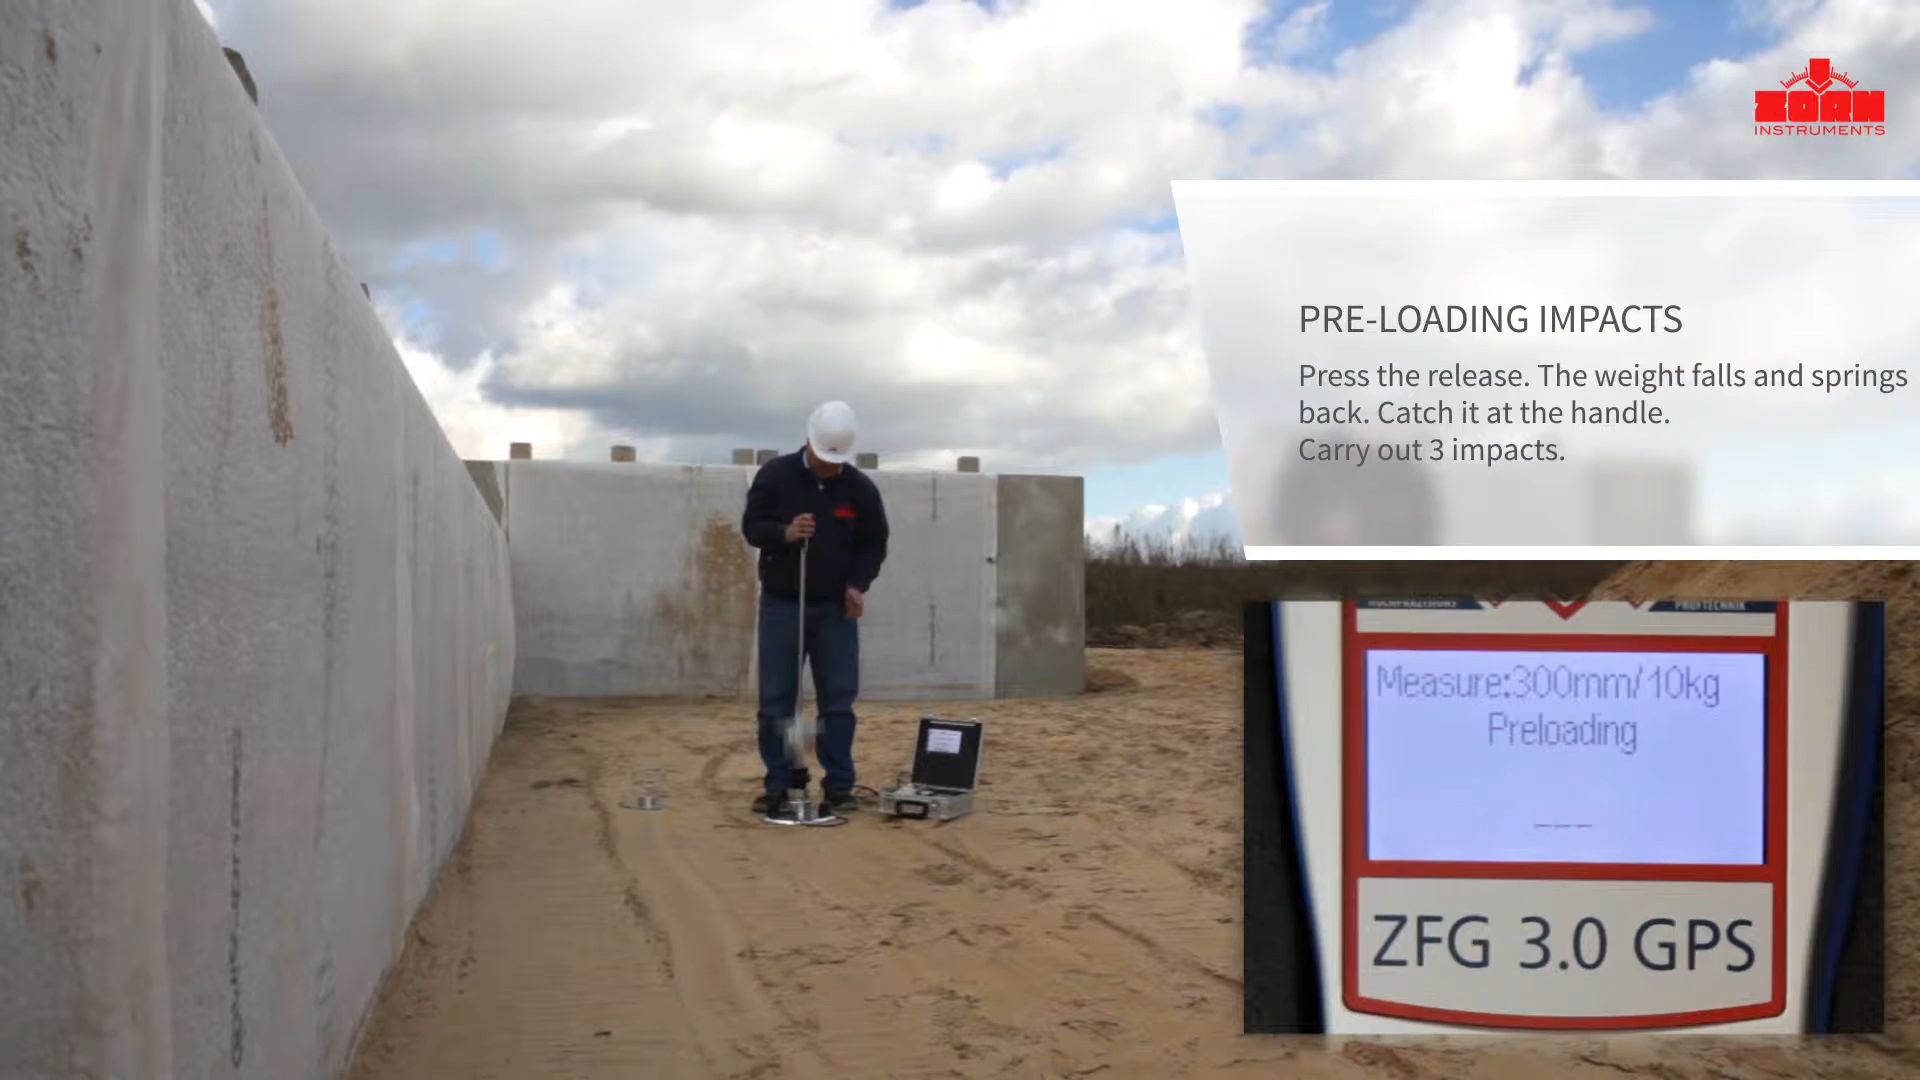 ZORN
INSTRUMENTS
PRE-LOADING IMPACTS
Press the release. The weight falls and springs
back. Catch it at the handle.
Carry out 3 impacts.
Measure:300mm/10kg
Preloading
ZFG 3.0 GPS